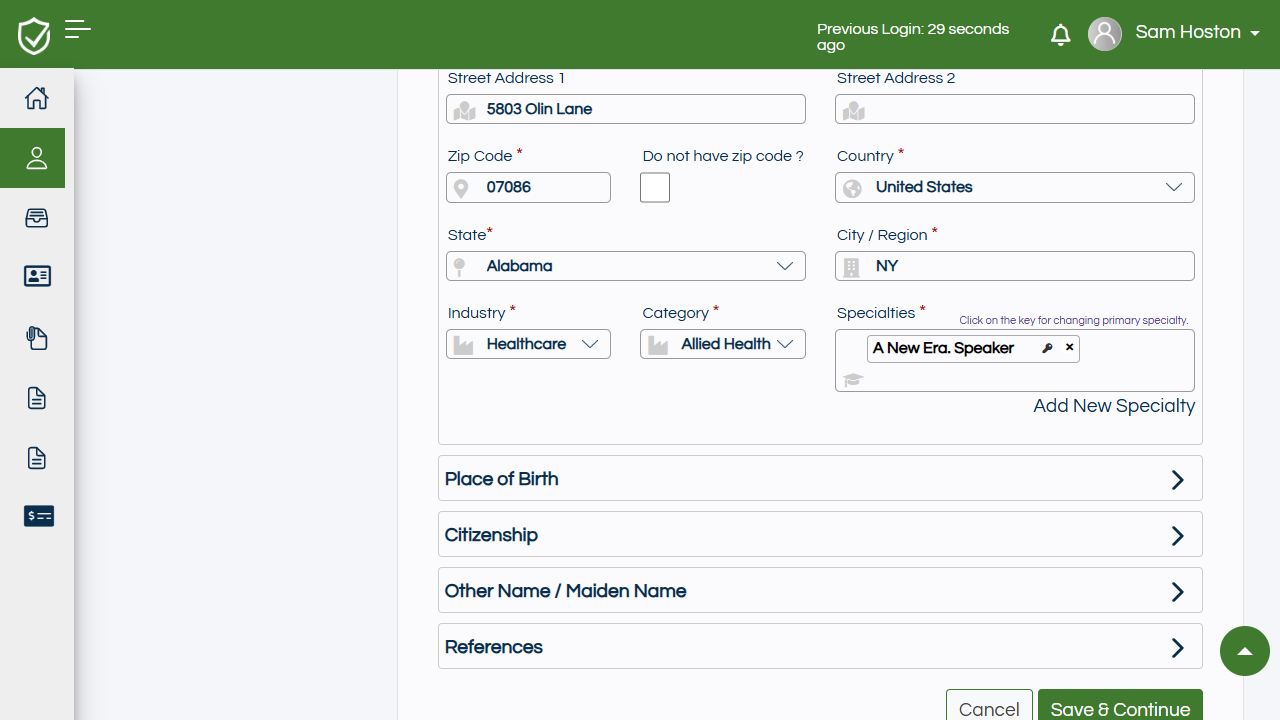 Previous Login: 29 seconds
ago
Sam Hoston
Street Address 1
Street Address 2
5803 Olin Lane
Zip Code *
Do not have zip code ?
Country *
07086
United States
State*
City / Region *
Alabama
NY
Industry *
Category *
Specialties *
Click on the key for changing primary specialty.
Healthcare
Allied Health
A New Era. Speaker
×
Add New Specialty
Place of Birth
Citizenship
Other Name / Maiden Name
References
Cancel
Save & Continue